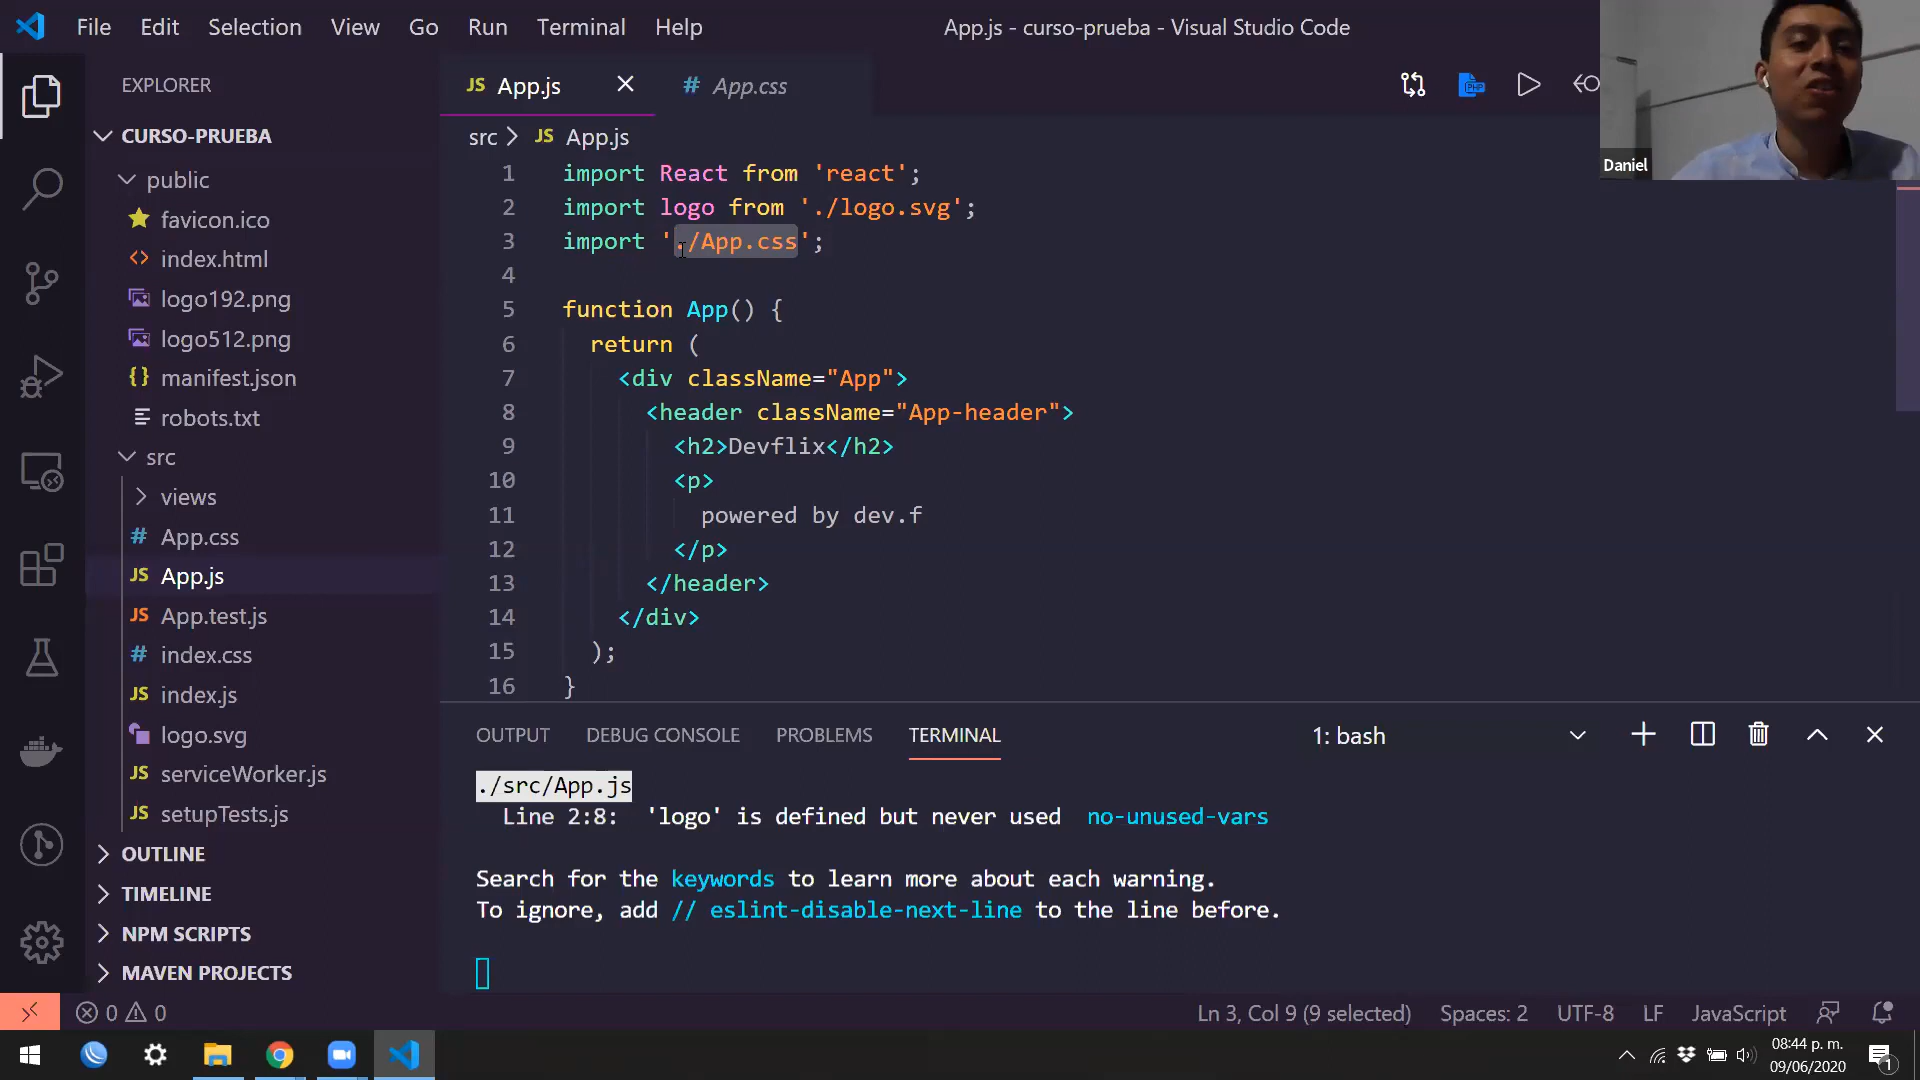 File Edit Selection View Go Run Terminal Help
App.js - curso-prueba - Visual Studio Code
EXPLORER
CURSO-PRUEBA
public
favicon.ico
index.html
logo192.png
logo512.png
manifest.json
robots.txt
src
views
# App.css
JS App.js
JS App.test.js
# index.css
JS index.js
logo.svg
JS serviceWorker.js
JS setupTests.js
OUTLINE
TIMELINE
NPM SCRIPTS
MAVEN PROJECTS
JS App.js
# App.css
PHP
Daniel
src > JS App.js
1 import React from 'react';
2 import logo from './logo.svg';
3 import './App.css';
4
5 function App() {
6 return (
7 <div className="App">
8 <header className="App-header">
9 <h2>Devflix</h2>
10 <p>
11 powered by dev.f
12 </p>
13 </header>
14 </div>
15 );
16 }
OUTPUT DEBUG CONSOLE PROBLEMS TERMINAL
1: bash
./src/App.js
Line 2:8: 'logo' is defined but never used no-unused-vars
Search for the keywords to learn more about each warning.
To ignore, add // eslint-disable-next-line to the line before.
0 0
Ln 3, Col 9 (9 selected) Spaces: 2 UTF-8 LF JavaScript
08:44 p. m.
09/06/2020
1